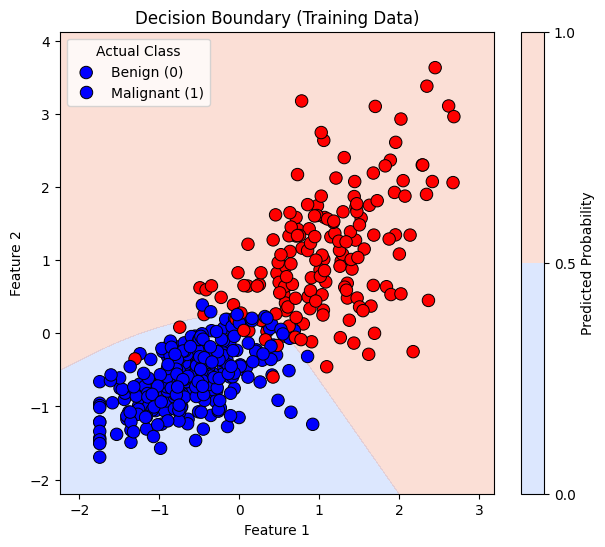 Decision Boundary (Training Data)
Actual Class
Benign (0)
Malignant (1)
4
3
2
1
0
−1
−2
Feature 2
−2
−1
0
1
2
3
Feature 1
1.0
0.5
0.0
Predicted Probability